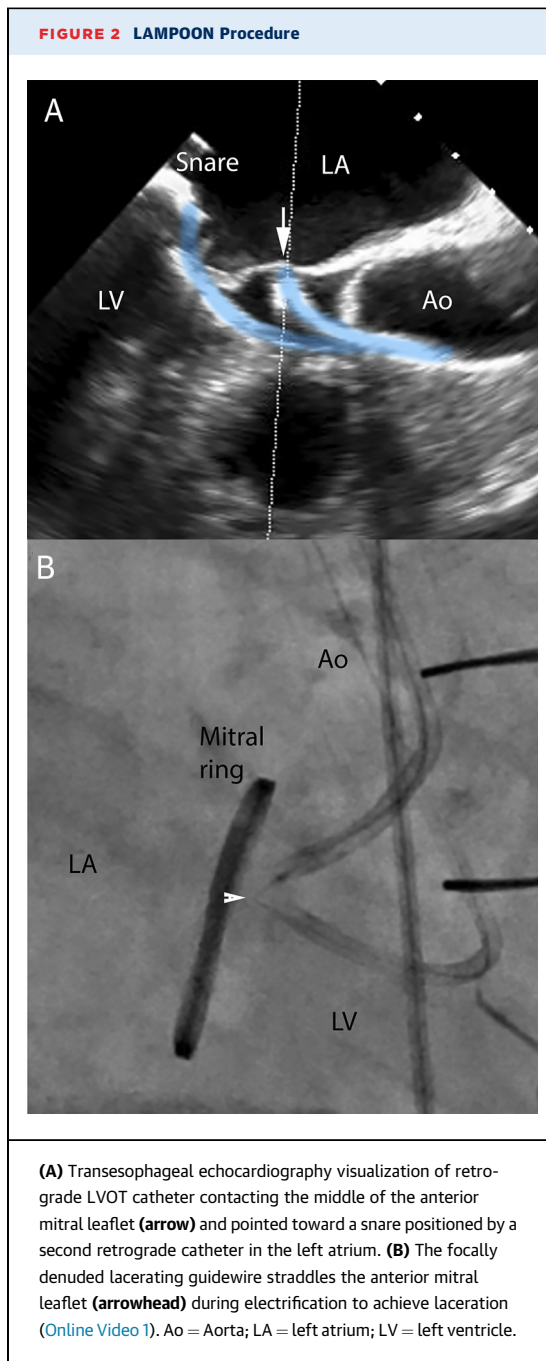 FIGURE 2 LAMPOON Procedure
A
Snare
LA
LV
Ao
B
Ao
Mitral
ring
LA
LV
(A) Transesophageal echocardiography visualization of retro-
grade LVOT catheter contacting the middle of the anterior
mitral leaflet (arrow) and pointed toward a snare positioned by a
second retrograde catheter in the left atrium. (B) The focally
denuded lacerating guidewire straddles the anterior mitral
leaflet (arrowhead) during electrification to achieve laceration
(Online Video 1). Ao = Aorta; LA = left atrium; LV = left ventricle.